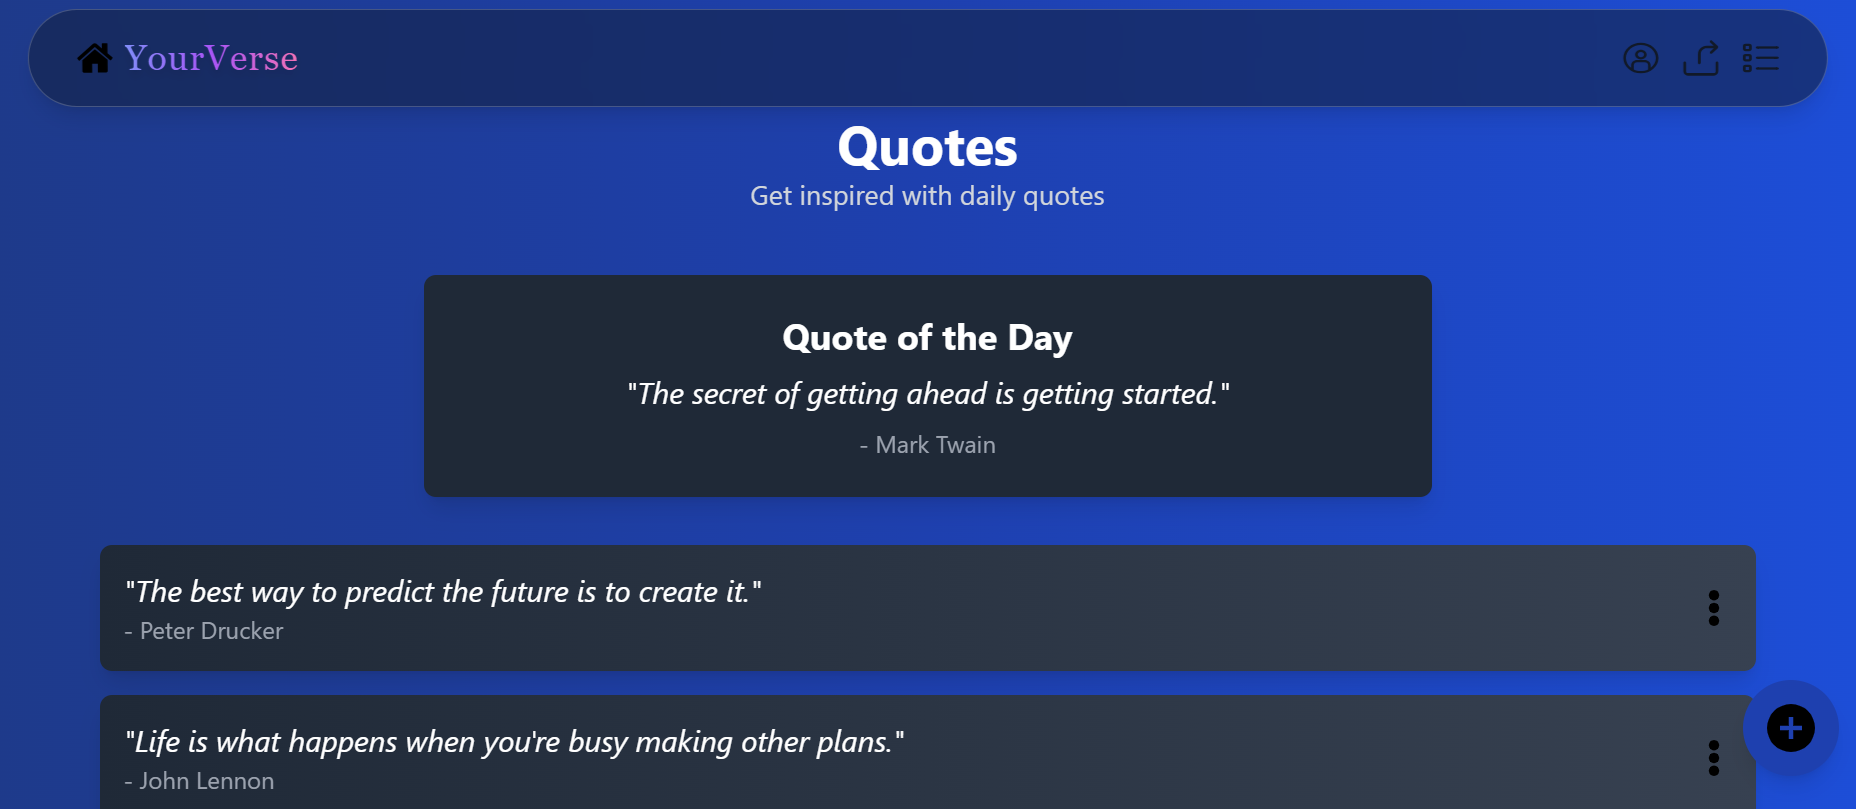 YourVerse
Quotes
Get inspired with daily quotes
Quote of the Day
"The secret of getting ahead is getting started."
- Mark Twain
"The best way to predict the future is to create it."
- Peter Drucker
"Life is what happens when you're busy making other plans."
- John Lennon